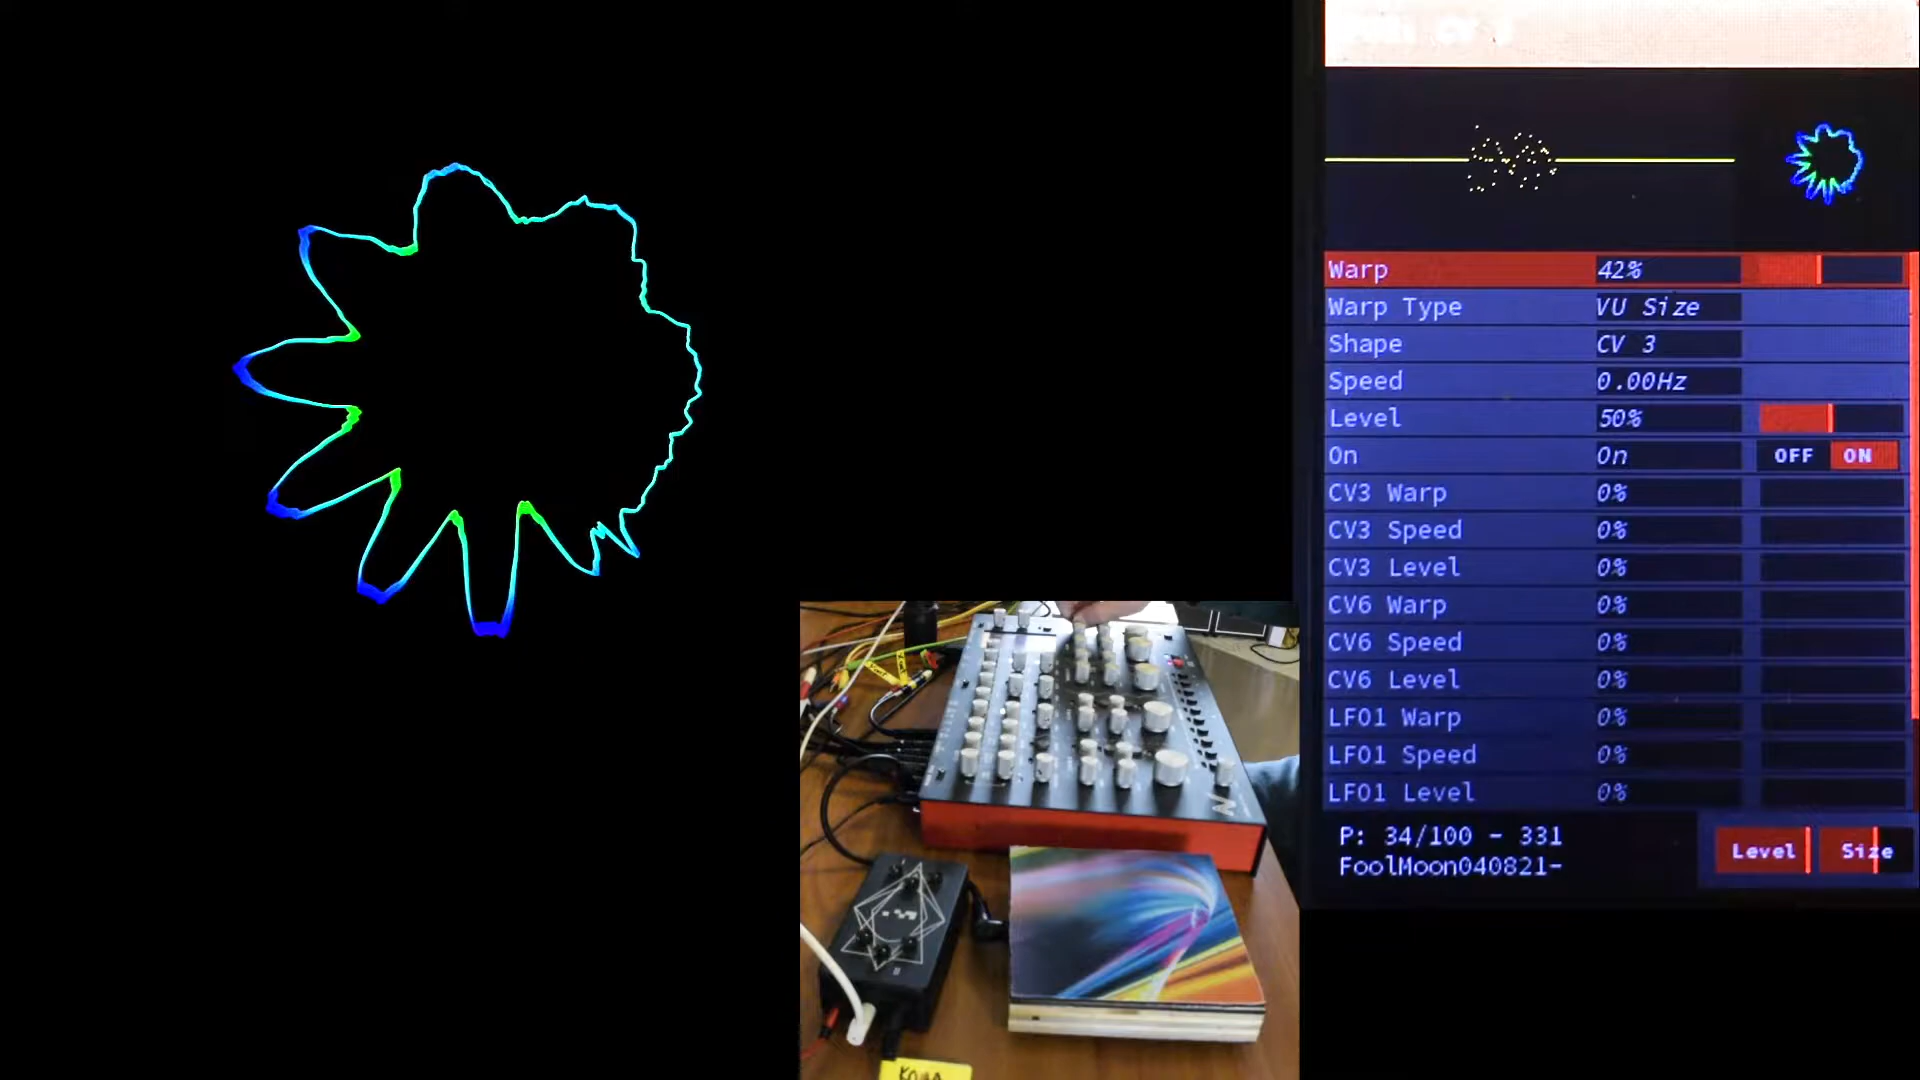 Warp 42%
Warp Type VU Size
Shape CV 3
Speed 0.00Hz
Level 50%
On On OFF ON
CV3 Warp 0%
CV3 Speed 0%
CV3 Level 0%
CV6 Warp 0%
CV6 Speed 0%
CV6 Level 0%
LFO1 Warp 0%
LFO1 Speed 0%
LFO1 Level 0%
P: 34/100 - 331
FoolMoon040821-
Level Size